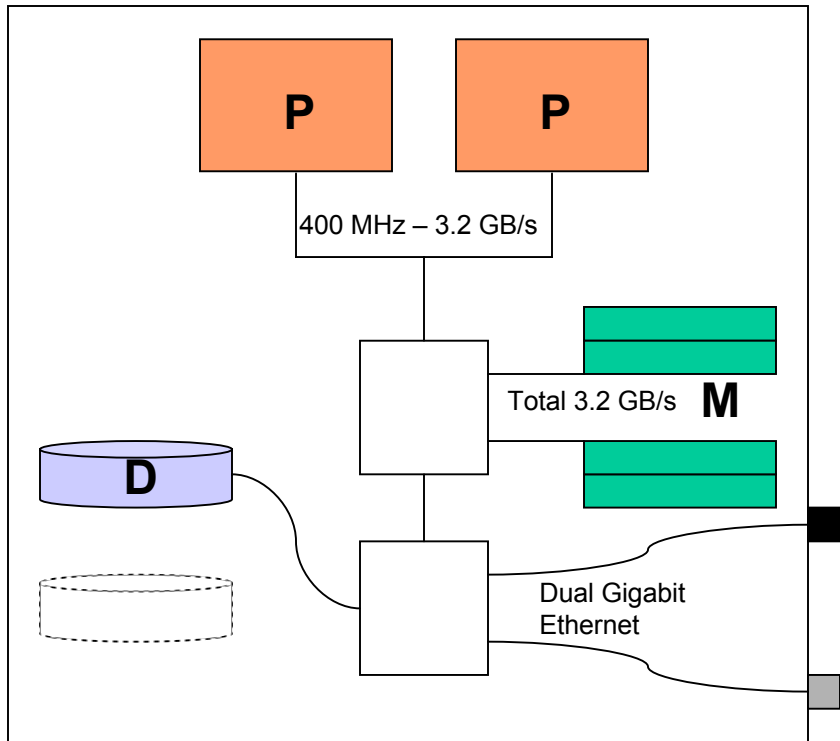 P
P
400 MHz – 3.2 GB/s
Total 3.2 GB/s
M
D
Dual Gigabit
Ethernet